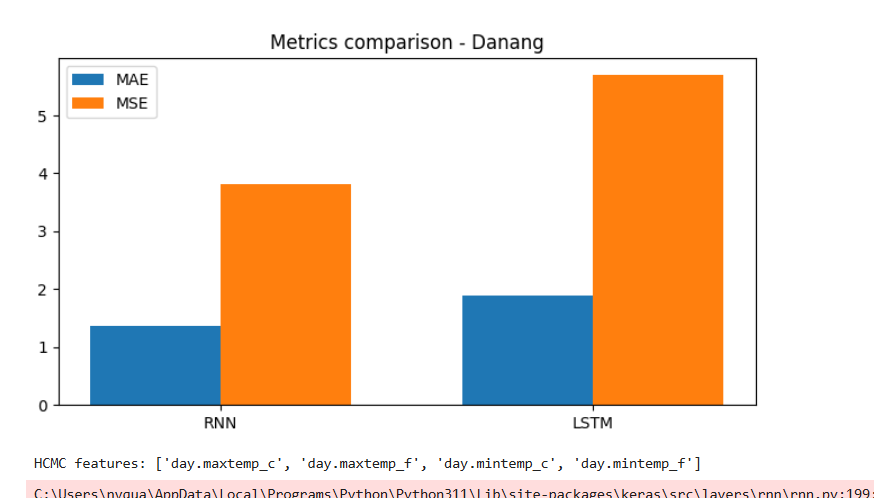 Metrics comparison - Danang
MAE
MSE
5
4
3
2
1
0
RNN LSTM
HCMC features: ['day.maxtemp_c', 'day.maxtemp_f', 'day.mintemp_c', 'day.mintemp_f']
C:\Users\nyqua\AppData\Local\Programs\Python\Python311\Lib\site-packages\keras\src\layers\rnn\rnn.py:199: